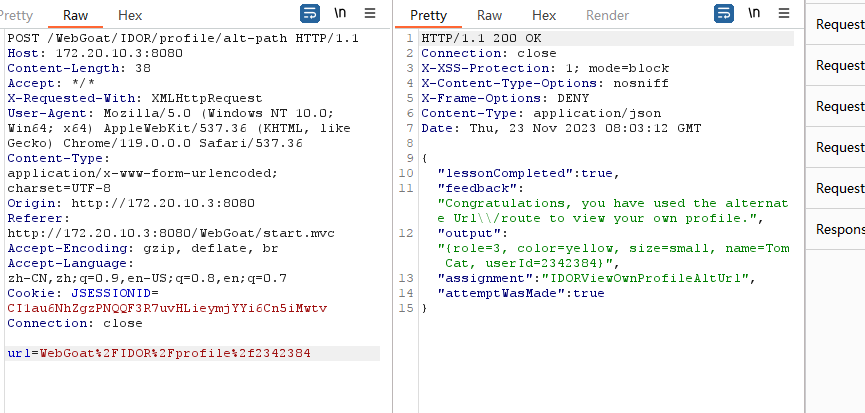 Pretty Raw Hex \n
POST /WebGoat/IDOR/profile/alt-path HTTP/1.1
Host: 172.20.10.3:8080
Content-Length: 38
Accept: */*
X-Requested-With: XMLHttpRequest
User-Agent: Mozilla/5.0 (Windows NT 10.0;
Win64; x64) AppleWebKit/537.36 (KHTML, like
Gecko) Chrome/119.0.0.0 Safari/537.36
Content-Type:
application/x-www-form-urlencoded;
charset=UTF-8
Origin: http://172.20.10.3:8080
Referer:
http://172.20.10.3:8080/WebGoat/start.mvc
Accept-Encoding: gzip, deflate, br
Accept-Language:
zh-CN,zh;q=0.9,en-US;q=0.8,en;q=0.7
Cookie: JSESSIONID=
CI1au6NhZgzPNQQF3R7uvHLieymjYYi6Cn5iMwtv
Connection: close
url=WebGoat%2FIDOR%2Fprofile%2f2342384
Pretty Raw Hex Render \n
1 HTTP/1.1 200 OK
2 Connection: close
3 X-XSS-Protection: 1; mode=block
4 X-Content-Type-Options: nosniff
5 X-Frame-Options: DENY
6 Content-Type: application/json
7 Date: Thu, 23 Nov 2023 08:03:12 GMT
8
9 {
10 "lessonCompleted":true,
11 "feedback":
"Congratulations, you have used the alternat
e Url\\/route to view your own profile.",
12 "output":
"{role=3, color=yellow, size=small, name=Tom
Cat, userId=2342384}",
13 "assignment":"IDORViewOwnProfileAltUrl",
14 "attemptWasMade":true
15 }
Request
Request
Request
Request
Request
Respons